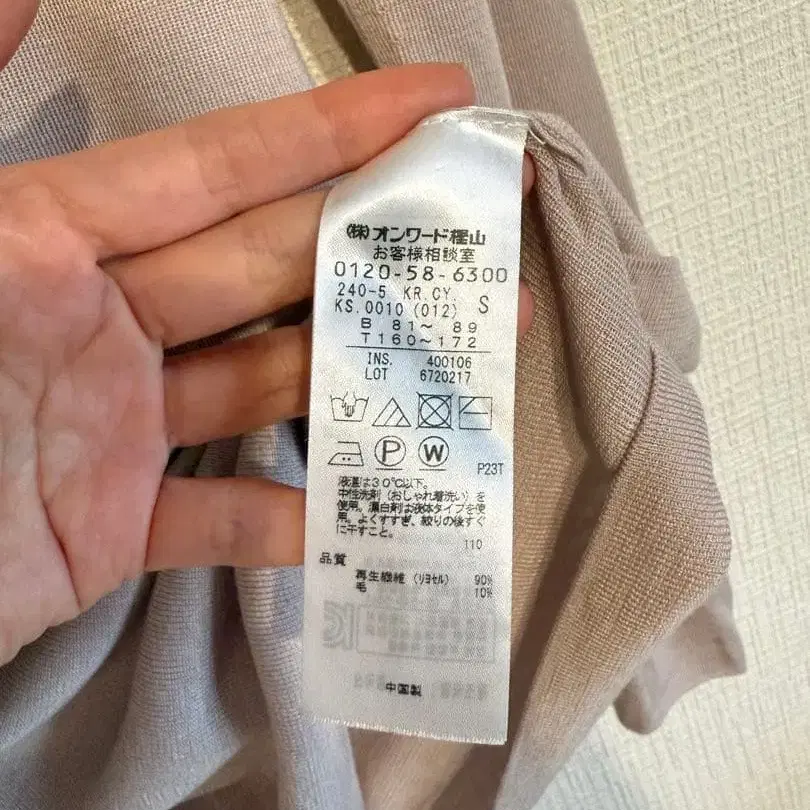 (株)オンワード樫山
お客様相談室
0120-58-6300
240-5 KR.CY.
KS.0010 (012) S
B 81～ 89
T160～172
INS. 400106
LOT 6720217
P
W
P23T
液温は30℃以下。
中性洗剤（おしゃれ着洗い）を
使用。漂白剤は液体タイプを使
用。よくすすぎ、絞りの後すぐ
に干すこと。
110
品質
再生繊維（リヨセル） 90%
毛 10%
中国製